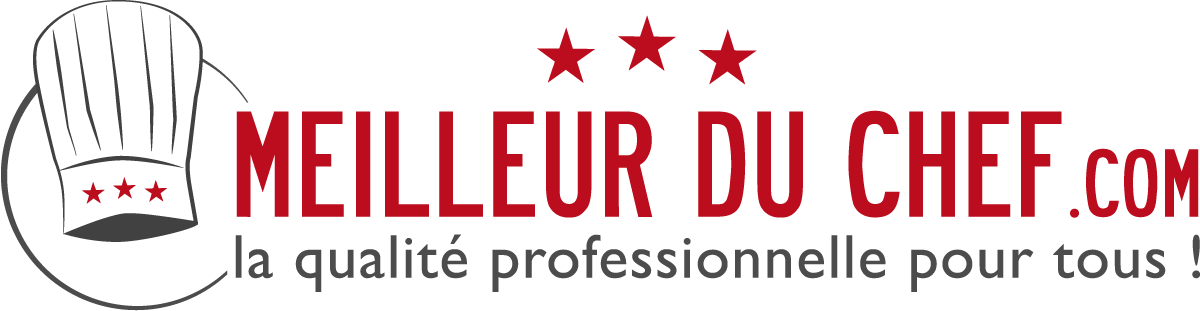 MEILLEUR DU CHEF.COM
la qualité professionnelle pour tous !